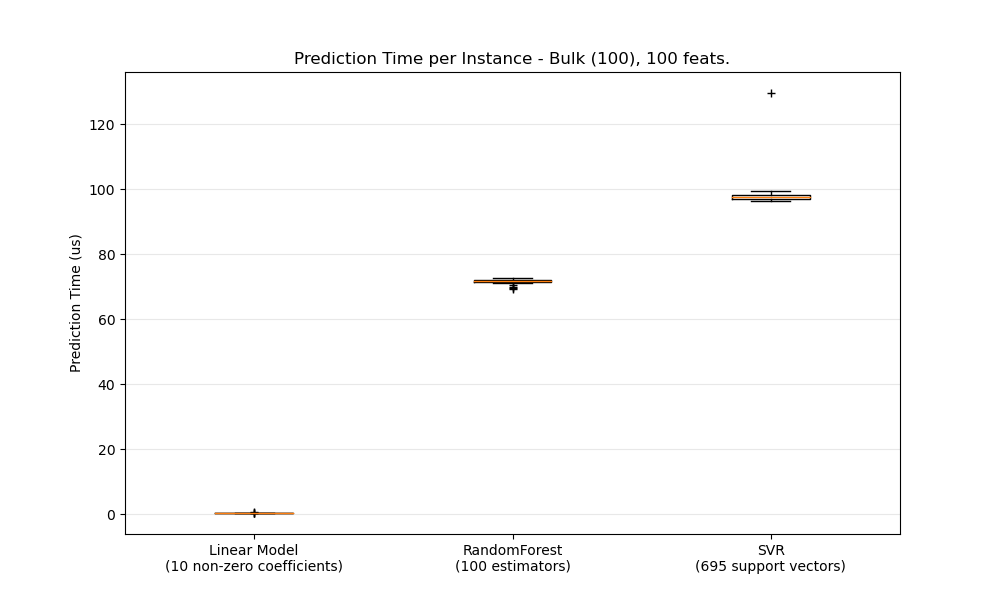 Prediction Time per Instance - Bulk (100), 100 feats.
Prediction Time (us)
120
100
80
60
40
20
0
Linear Model
(10 non-zero coefficients)
RandomForest
(100 estimators)
SVR
(695 support vectors)